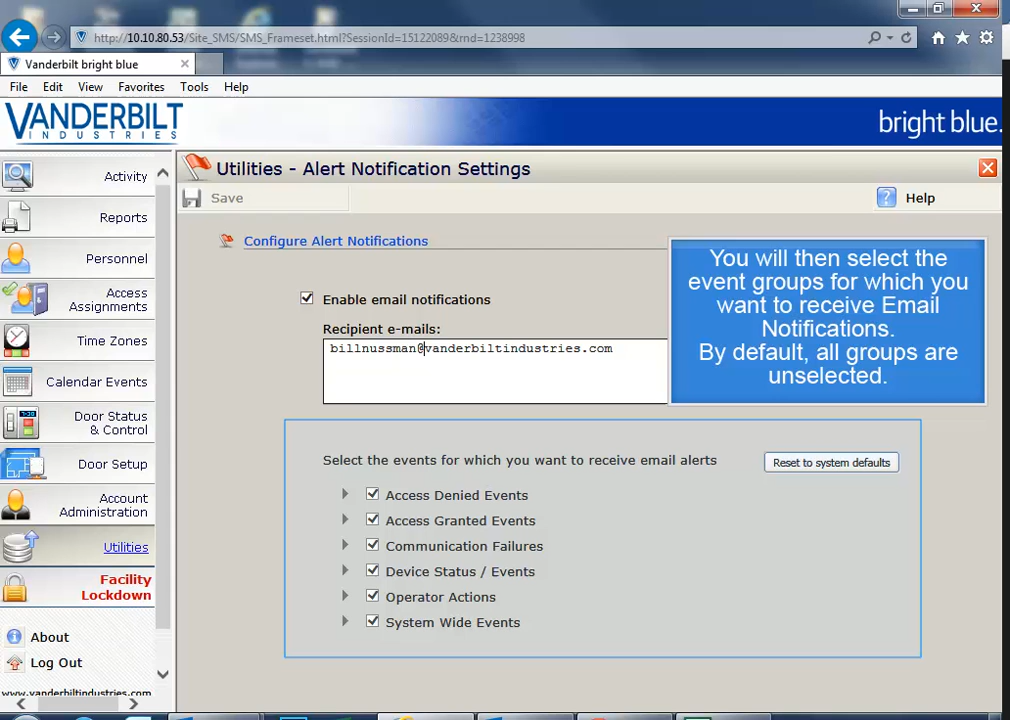 http://10.10.80.53/Site_SMS/SMS_Frameset.html?SessionId=15122089&rnd=1238998
Vanderbilt bright blue
File Edit View Favorites Tools Help
VANDERBILT
INDUSTRIES
bright blue.
Activity
Reports
Personnel
Access
Assignments
Time Zones
Calendar Events
Door Status
& Control
Door Setup
Account
Administration
Utilities
Facility
Lockdown
About
Log Out
www.vanderbiltindustries.com
Utilities - Alert Notification Settings
Save
Help
Configure Alert Notifications
You will then select the
event groups for which you
want to receive Email
Notifications.
By default, all groups are
unselected.
Enable email notifications
Recipient e-mails:
billnussman@vanderbiltindustries.com
Select the events for which you want to receive email alerts
Reset to system defaults
Access Denied Events
Access Granted Events
Communication Failures
Device Status / Events
Operator Actions
System Wide Events